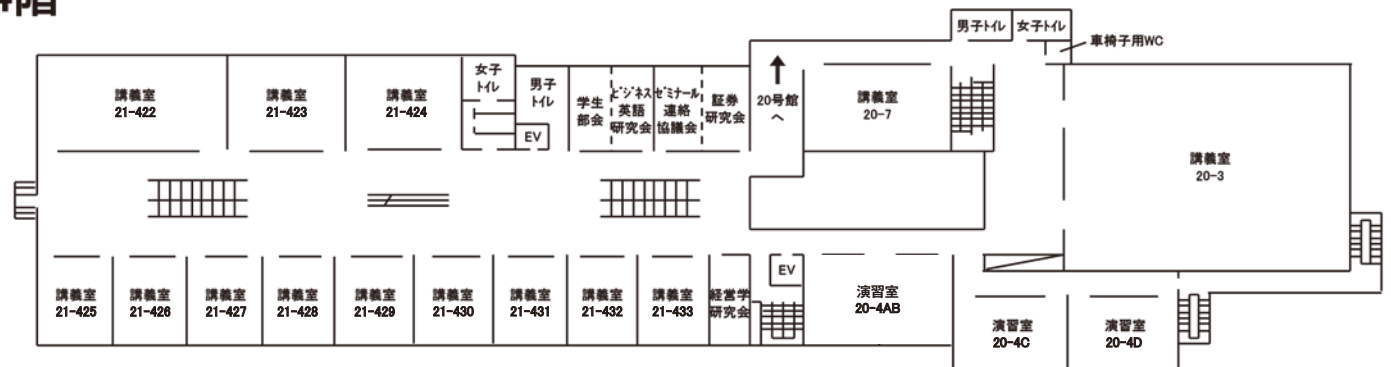 階
男子トイレ
女子トイレ
車椅子用WC
講義室
21-422
講義室
21-423
講義室
21-424
女子
トイレ
男子
トイレ
EV
学生
部会
ビジネス
英語
研究会
ゼミナール
連絡
協議会
証券
研究会
20号館
へ
講義室
20-7
講義室
20-3
講義室
21-425
講義室
21-426
講義室
21-427
講義室
21-428
講義室
21-429
講義室
21-430
講義室
21-431
講義室
21-432
講義室
21-433
経営学
研究会
EV
演習室
20-4AB
演習室
20-4C
演習室
20-4D